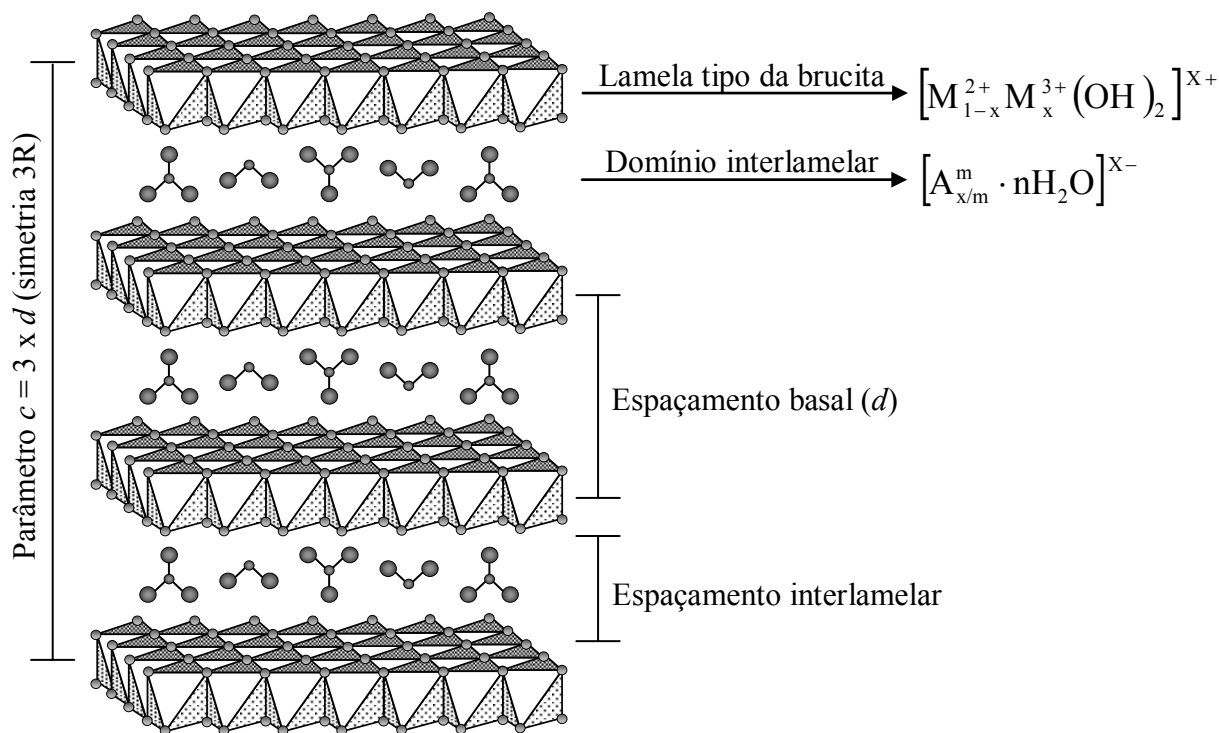 Lamela tipo da brucita
[M²⁺₁₋ₓ M³⁺ₓ (OH)₂]ˣ⁺
Domínio interlamelar
[Aᵐₓ/ₘ · nH₂O]ˣ⁻
Parâmetro c = 3 x d (simetria 3R)
Espaçamento basal (d)
Espaçamento interlamelar